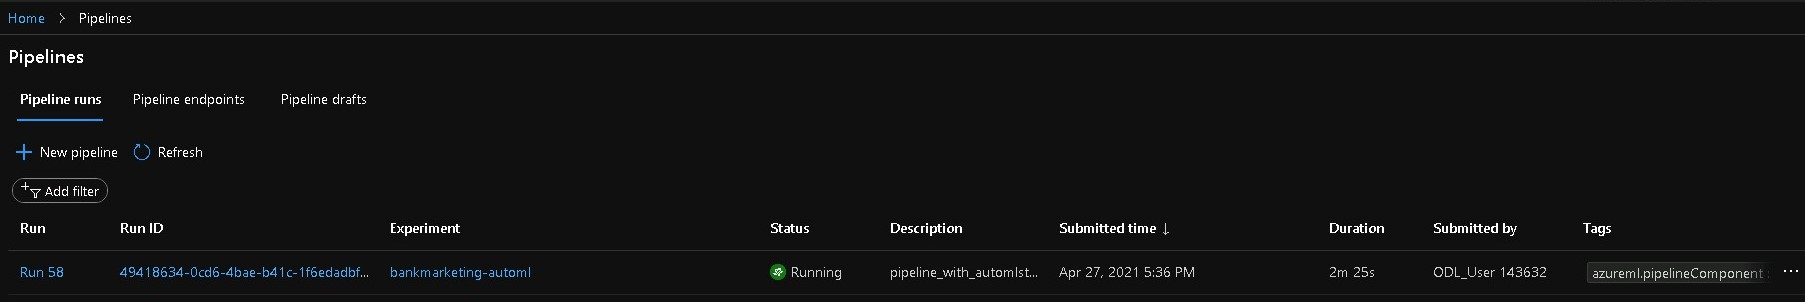 Home > Pipelines
Pipelines
Pipeline runs Pipeline endpoints Pipeline drafts
New pipeline Refresh
Add filter
Run Run ID Experiment Status Description Submitted time ↓ Duration Submitted by Tags
Run 58 49418634-0cd6-4bae-b41c-1f6edadbf... bankmarketing-automl Running pipeline_with_automlst... Apr 27, 2021 5:36 PM 2m 25s ODL_User 143632 azureml.pipelineComponent ...